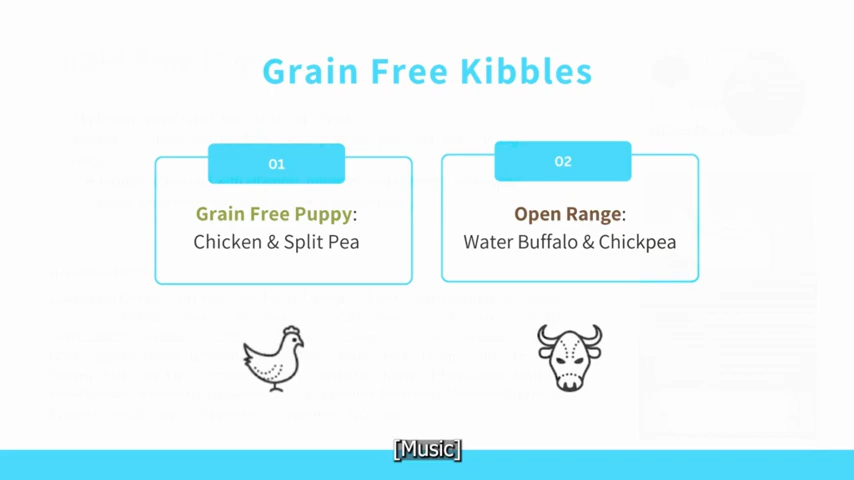 Grain Free Kibbles
01
Grain Free Puppy:
Chicken & Split Pea
02
Open Range:
Water Buffalo & Chickpea
[Music]